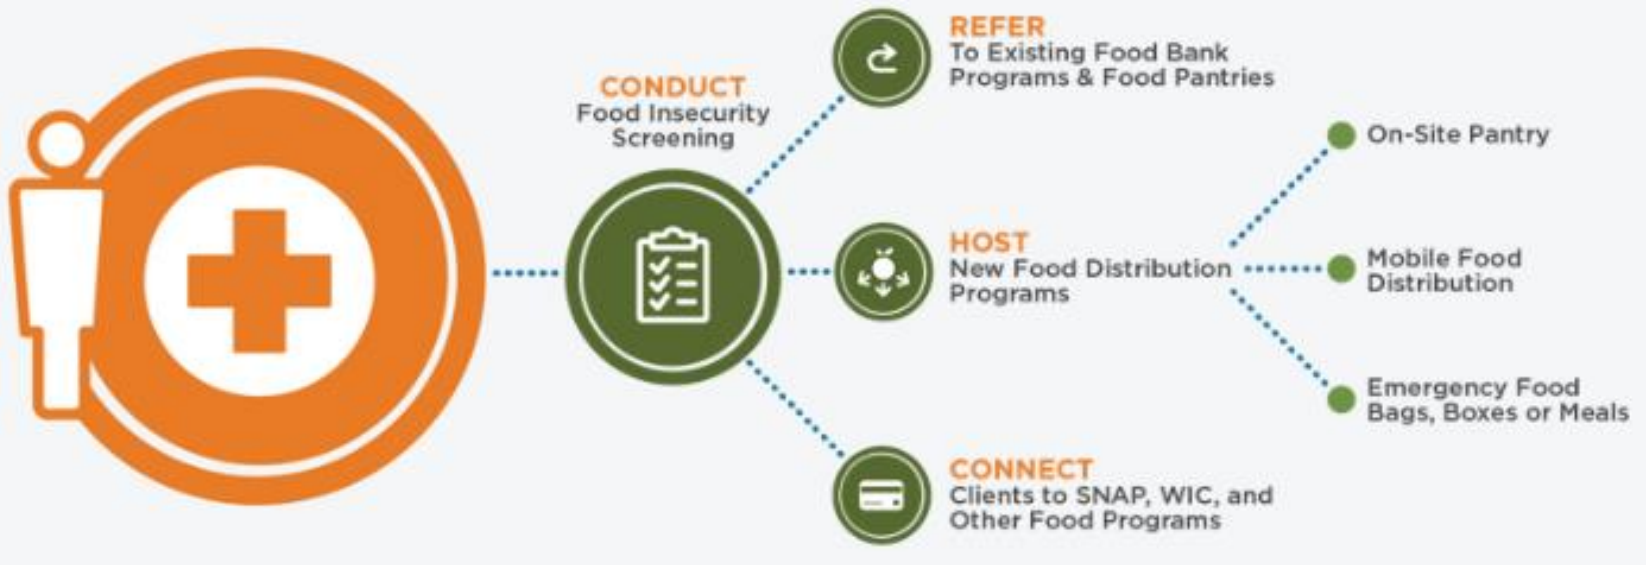 CONDUCT
Food Insecurity
Screening
REFER
To Existing Food Bank
Programs & Food Pantries
HOST
New Food Distribution
Programs
CONNECT
Clients to SNAP, WIC, and
Other Food Programs
On-Site Pantry
Mobile Food
Distribution
Emergency Food
Bags, Boxes or Meals